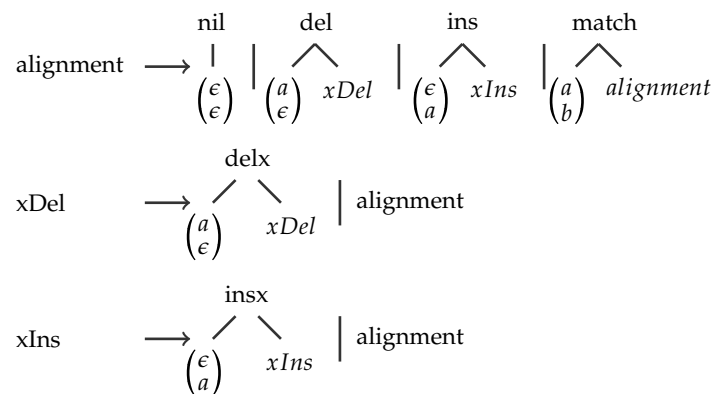 nil del ins match
alignment ⟶ (ϵ ϵ) | (a ϵ) xDel | (ϵ a) xIns | (a b) alignment
delx
xDel ⟶ (a ϵ) xDel | alignment
insx
xIns ⟶ (ϵ a) xIns | alignment